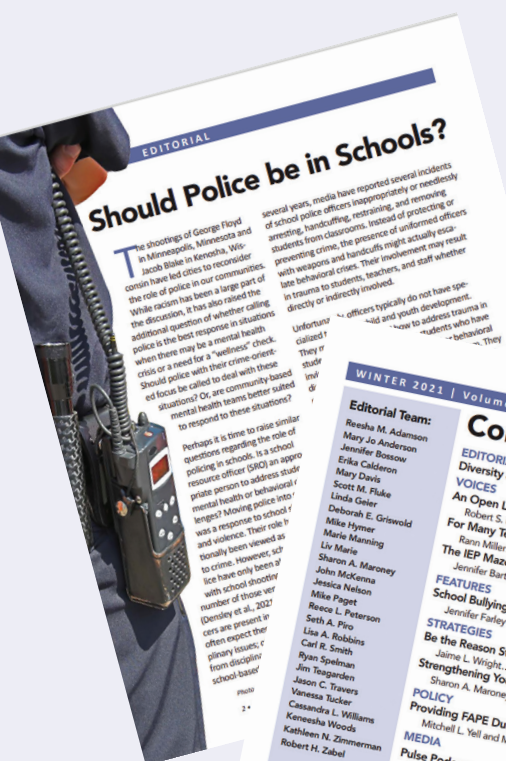 EDITORIAL
Should Police be in Schools?
The shootings of George Floyd
in Minneapolis, Minnesota and
Jacob Blake in Kenosha, Wis-
consin have led cities to reconsider
the role of police in our communities.
While racism has been a large part of
the discussion, it has also raised the
additional question of whether calling
police is the best response in situations
when there may be a mental health
crisis or a need for a "wellness" check.
Should police with their crime-orient-
ed focus be called to deal with these
situations? Or, are community-based
mental health teams better suited
to respond to these situations?
Perhaps it is time to raise similar
questions regarding the role of
policing in schools. Is a school
resource officer (SRO) an appro
priate person to address stude
mental health or behavioral
lenges? Moving police into
was a response to school s
and violence. Their role h
tionally been viewed as
to crime. However, sch
lice have only been a
with school shootin
number of those ver
(Densley et al., 202
cers are present in
often expect the
plinary issues; c
from disciplin
school-base
Photo
2 •
several years, media have reported several incidents
of school police officers inappropriately or needlessly
arresting, handcuffing, restraining, and removing
students from classrooms. Instead of protecting or
preventing crime, the presence of uniformed officers
with weapons and handcuffs might actually esca-
late behavioral crises. Their involvement may result
in trauma to students, teachers, and staff whether
directly or indirectly involved.
Unfortuna officers typically do not have spe-
cialized ild and youth development.
They how to address trauma in
stude tudents who have
inv behavioral
di They
WINTER 2021 | Volum
Editorial Team:
Reesha M. Adamson
Mary Jo Anderson
Jennifer Bossow
Erika Calderon
Mary Davis
Scott M. Fluke
Linda Geier
Deborah E. Griswold
Mike Hymer
Marie Manning
Liv Marie
Sharon A. Maroney
John McKenna
Jessica Nelson
Mike Paget
Reece L. Peterson
Seth A. Piro
Lisa A. Robbins
Carl R. Smith
Ryan Spelman
Jim Teagarden
Jason C. Travers
Vanessa Tucker
Cassandra L. Williams
Keneesha Woods
Kathleen N. Zimmerman
Robert H. Zabel
Co
EDITORI
Diversity
VOICES
An Open L
Robert S.
For Many Te
Rann Miller
The IEP Maz
Jennifer Bart
FEATURES
School Bullying
Jennifer Farley
STRATEGIES
Be the Reason S
Jaime L. Wright
Strengthening Yo
Sharon A. Marone
POLICY
Providing FAPE Du
Mitchell L. Yell and M
MEDIA
Pulse Pod